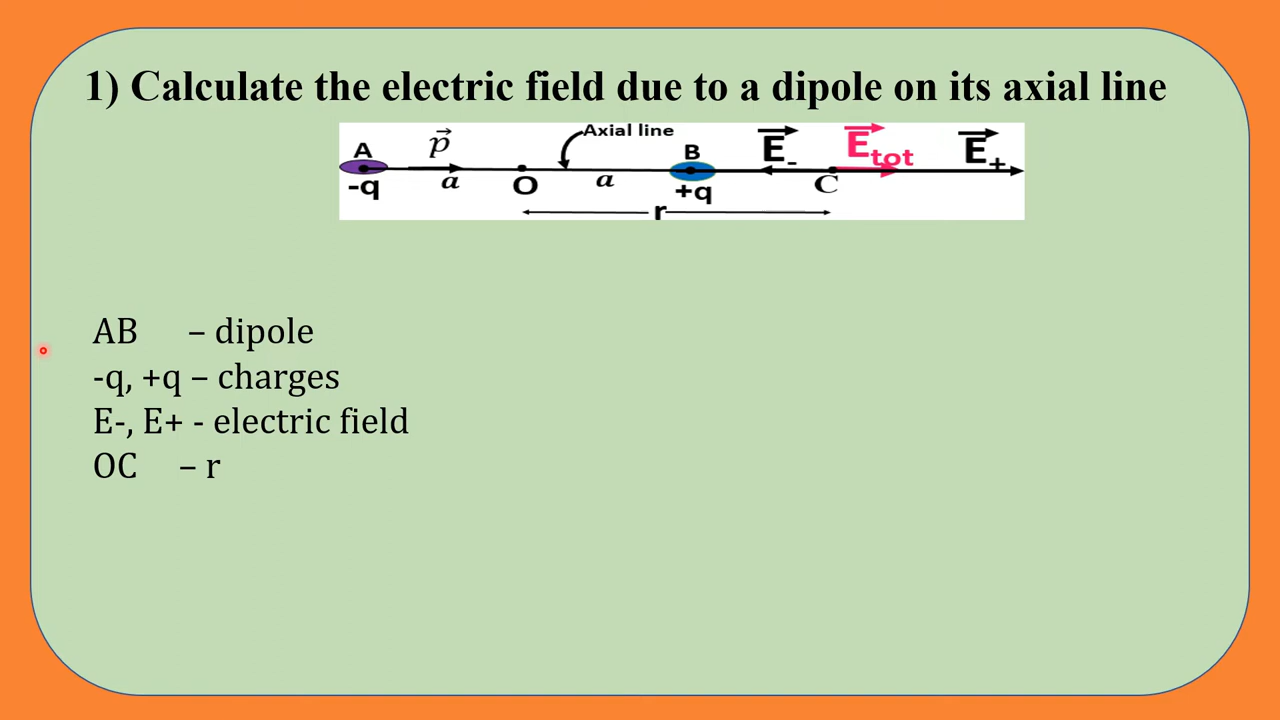 1) Calculate the electric field due to a dipole on its axial line
Axial line
A p⃗ B E⃗- E⃗tot E⃗+
-q a O a +q C
r
AB – dipole
-q, +q – charges
E-, E+ - electric field
OC – r